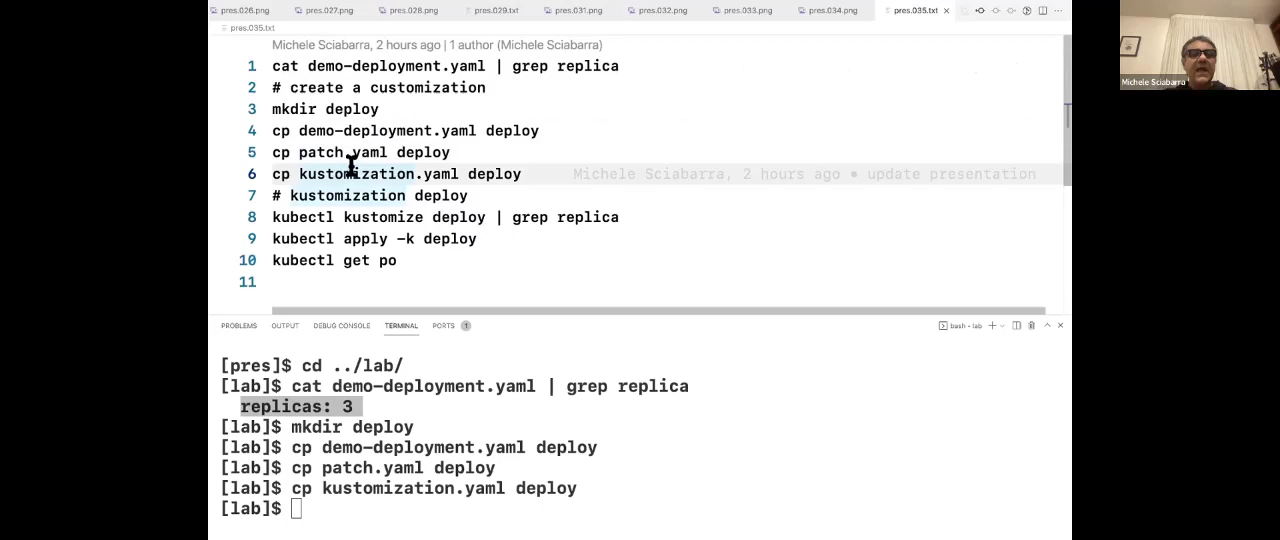 pres.026.png pres.027.png pres.028.png pres.029.txt pres.031.png pres.032.png pres.033.png pres.034.png pres.035.txt
pres.035.txt
Michele Sciabarra, 2 hours ago | 1 author (Michele Sciabarra)
1 cat demo-deployment.yaml | grep replica
2 # create a customization
3 mkdir deploy
4 cp demo-deployment.yaml deploy
5 cp patch.yaml deploy
6 cp kustomization.yaml deploy Michele Sciabarra, 2 hours ago • update presentation
7 # kustomization deploy
8 kubectl kustomize deploy | grep replica
9 kubectl apply -k deploy
10 kubectl get po
11
PROBLEMS OUTPUT DEBUG CONSOLE TERMINAL PORTS 1 bash - lab
[pres]$ cd ../lab/
[lab]$ cat demo-deployment.yaml | grep replica
replicas: 3
[lab]$ mkdir deploy
[lab]$ cp demo-deployment.yaml deploy
[lab]$ cp patch.yaml deploy
[lab]$ cp kustomization.yaml deploy
[lab]$
Michele Sciabarra